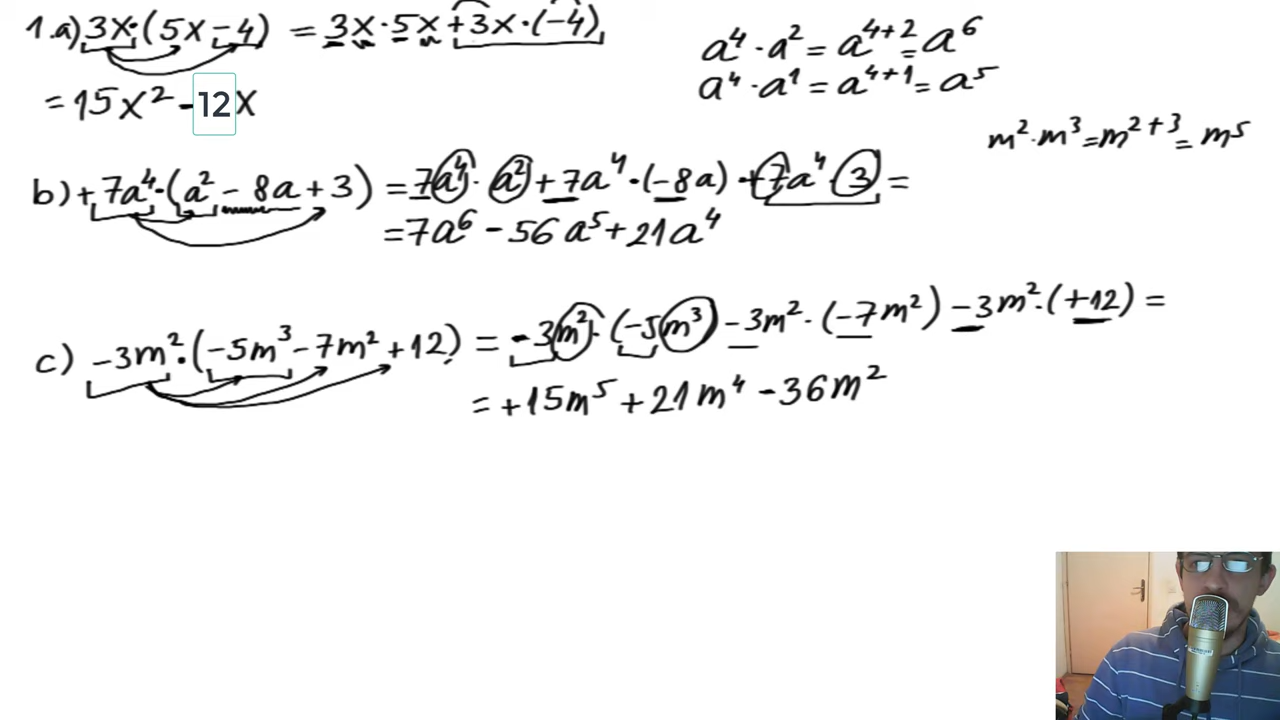 1.a) 3x·(5x-4) = 3x·5x+3x·(-4)
= 15x² - 12x
a⁴·a² = a⁴⁺² = a⁶
a⁴·a¹ = a⁴⁺¹ = a⁵
m²·m³ = m²⁺³ = m⁵
b) +7a⁴·(a² - 8a + 3) = 7a⁴·a² + 7a⁴·(-8a) + 7a⁴·3 =
= 7a⁶ - 56a⁵ + 21a⁴
c) -3m²·(-5m³ - 7m² + 12) = -3m²·(-5m³) - 3m²·(-7m²) - 3m²·(+12) =
= +15m⁵ + 21m⁴ - 36m²